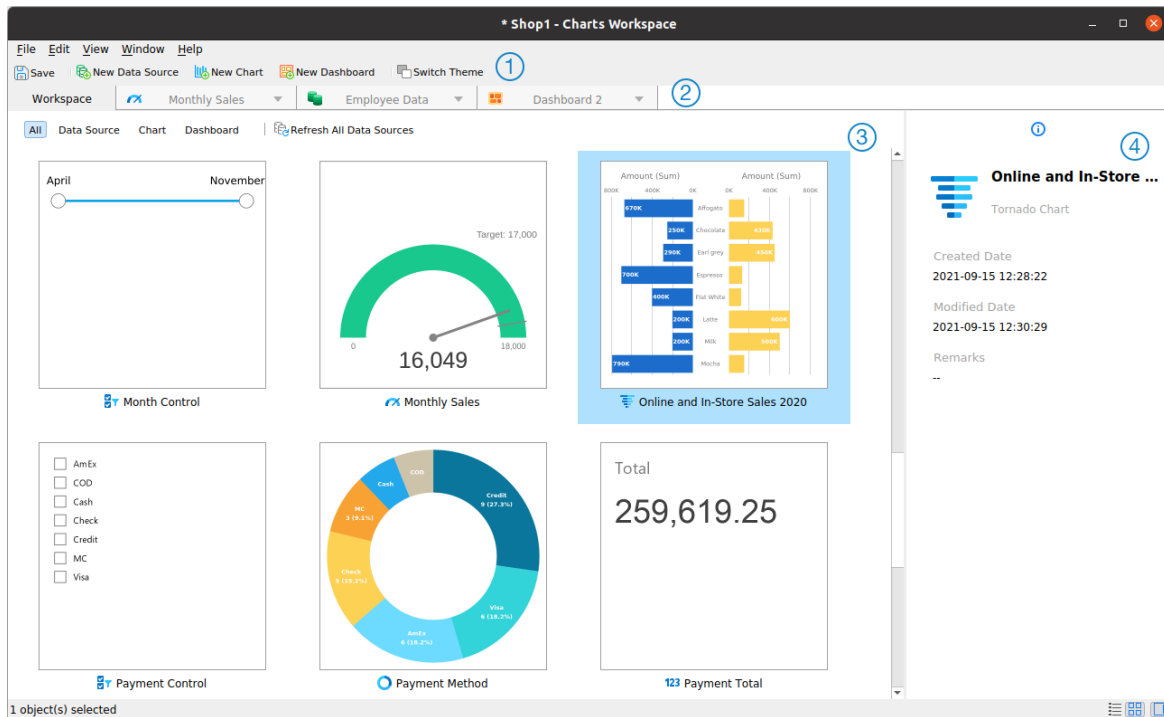 * Shop1 - Charts Workspace
File Edit View Window Help
Save New Data Source New Chart New Dashboard Switch Theme 1
Workspace Monthly Sales Employee Data Dashboard 2 2
All Data Source Chart Dashboard Refresh All Data Sources 3
April November
Month Control
Target: 17,000
0 18,000
16,049
Monthly Sales
Amount (Sum) Amount (Sum)
800K 400K 0K 0K 400K 800K
670K Affogato
250K Chocolate 430K
290K Earl grey 450K
700K Espresso
400K Flat White
200K Latte 600K
200K Milk 500K
790K Mocha
Online and In-Store Sales 2020
AmEx
COD
Cash
Check
Credit
MC
Visa
Payment Control
COD
Cash
Credit
9 (27.3%)
MC
3 (9.1%)
Check
5 (15.2%)
Visa
6 (18.2%)
AmEx
6 (18.2%)
Payment Method
Total
259,619.25
123 Payment Total
4
Online and In-Store ...
Tornado Chart
Created Date
2021-09-15 12:28:22
Modified Date
2021-09-15 12:30:29
Remarks
--
1 object(s) selected